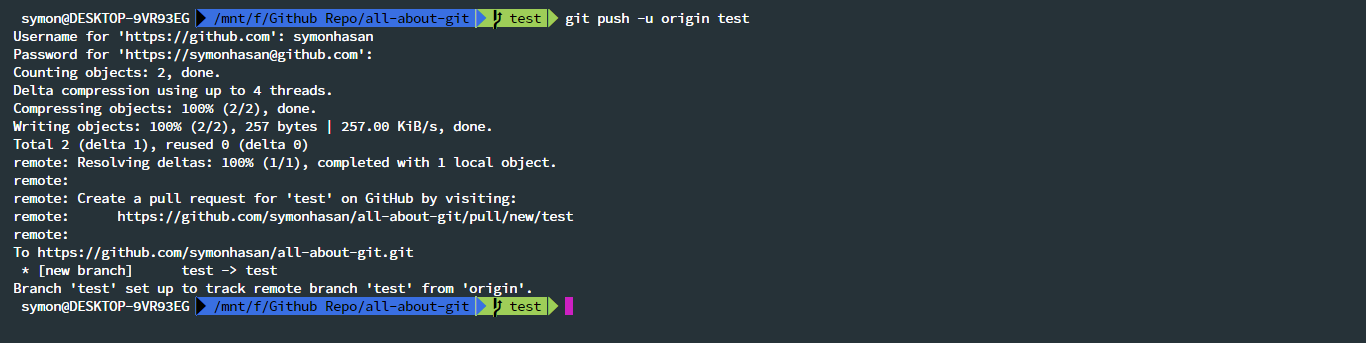 symon@DESKTOP-9VR93EG /mnt/f/Github Repo/all-about-git test git push -u origin test
Username for 'https://github.com': symonhasan
Password for 'https://symonhasan@github.com':
Counting objects: 2, done.
Delta compression using up to 4 threads.
Compressing objects: 100% (2/2), done.
Writing objects: 100% (2/2), 257 bytes | 257.00 KiB/s, done.
Total 2 (delta 1), reused 0 (delta 0)
remote: Resolving deltas: 100% (1/1), completed with 1 local object.
remote:
remote: Create a pull request for 'test' on GitHub by visiting:
remote:      https://github.com/symonhasan/all-about-git/pull/new/test
remote:
To https://github.com/symonhasan/all-about-git.git
 * [new branch]      test -> test
Branch 'test' set up to track remote branch 'test' from 'origin'.
symon@DESKTOP-9VR93EG /mnt/f/Github Repo/all-about-git test